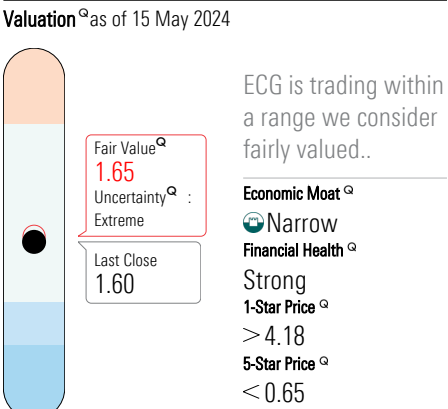 Valuation Q as of 15 May 2024
ECG is trading within
a range we consider
fairly valued..
Fair Value Q
1.65
Uncertainty Q :
Extreme
Last Close
1.60
Economic Moat Q
Narrow
Financial Health Q
Strong
1-Star Price Q
>4.18
5-Star Price Q
<0.65